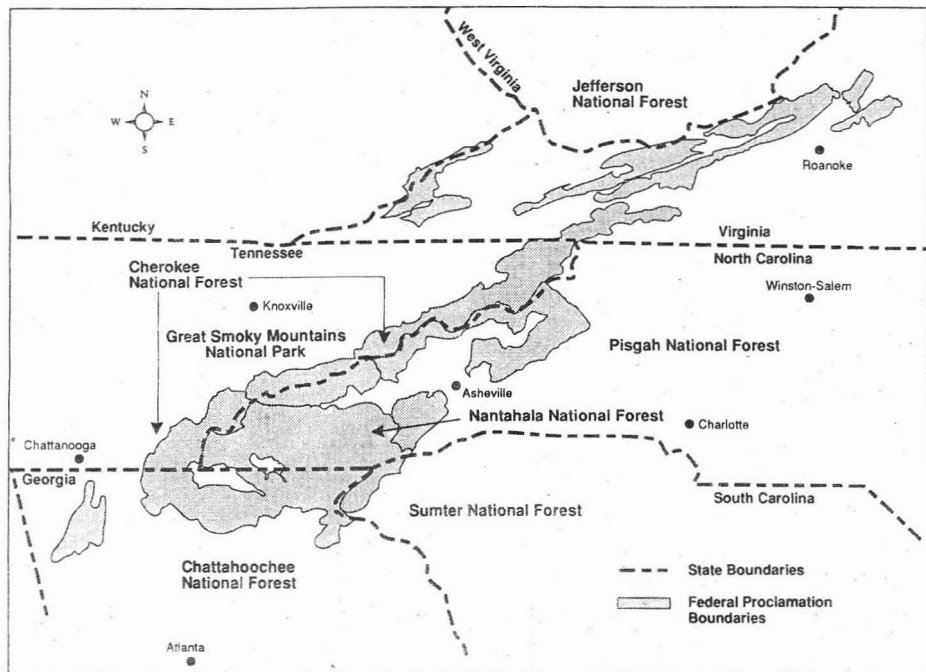 West Virginia
Jefferson
National Forest
N
W E
S
Roanoke
Kentucky
Virginia
Tennessee
North Carolina
Cherokee
National Forest
Winston-Salem
Knoxville
Great Smoky Mountains
National Park
Pisgah National Forest
Asheville
Nantahala National Forest
Charlotte
Chattanooga
Georgia
South Carolina
Sumter National Forest
Chattahoochee
National Forest
State Boundaries
Federal Proclamation
Boundaries
Atlanta